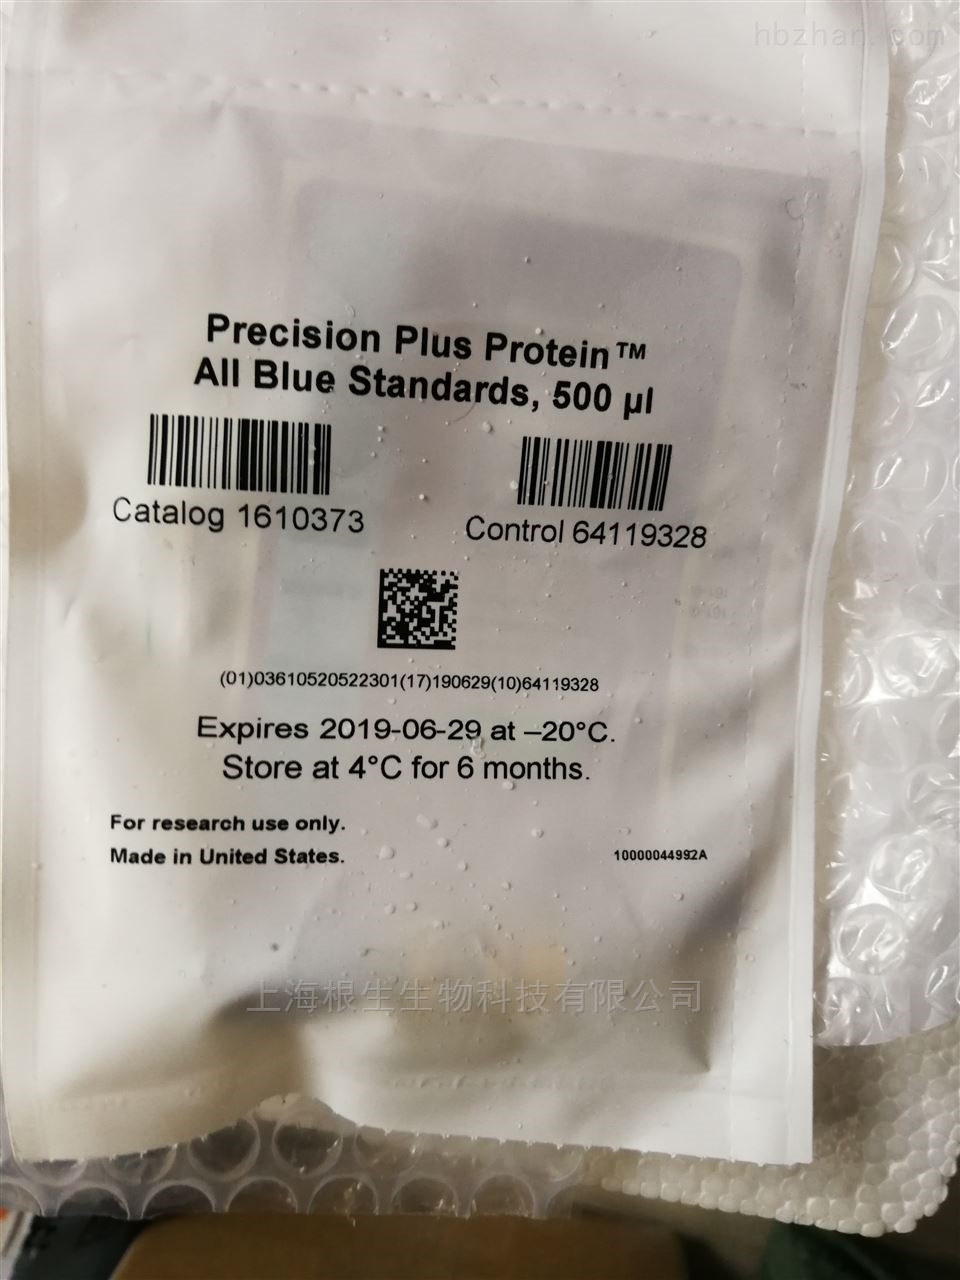 hbzhan.com
Precision Plus Protein™
All Blue Standards, 500 µl
Catalog 1610373
Control 64119328
(01)03610520522301(17)190629(10)64119328
Expires 2019-06-29 at –20°C.
Store at 4°C for 6 months.
For research use only.
Made in United States.
10000044992A
上海根生生物科技有限公司